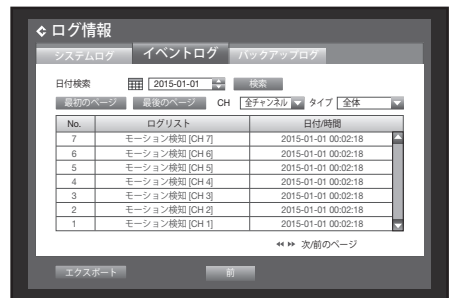 ログ情報
システムログ イベントログ バックアップログ
日付検索 2015-01-01 検索
最初のページ 最後のページ CH 全チャンネル タイプ 全体
No. ログリスト 日付/時間
7 モーション検知 [CH 7] 2015-01-01 00:02:18
6 モーション検知 [CH 6] 2015-01-01 00:02:18
5 モーション検知 [CH 5] 2015-01-01 00:02:18
4 モーション検知 [CH 4] 2015-01-01 00:02:18
3 モーション検知 [CH 3] 2015-01-01 00:02:18
2 モーション検知 [CH 2] 2015-01-01 00:02:18
1 モーション検知 [CH 1] 2015-01-01 00:02:18
次/前のページ
エクスポート 前